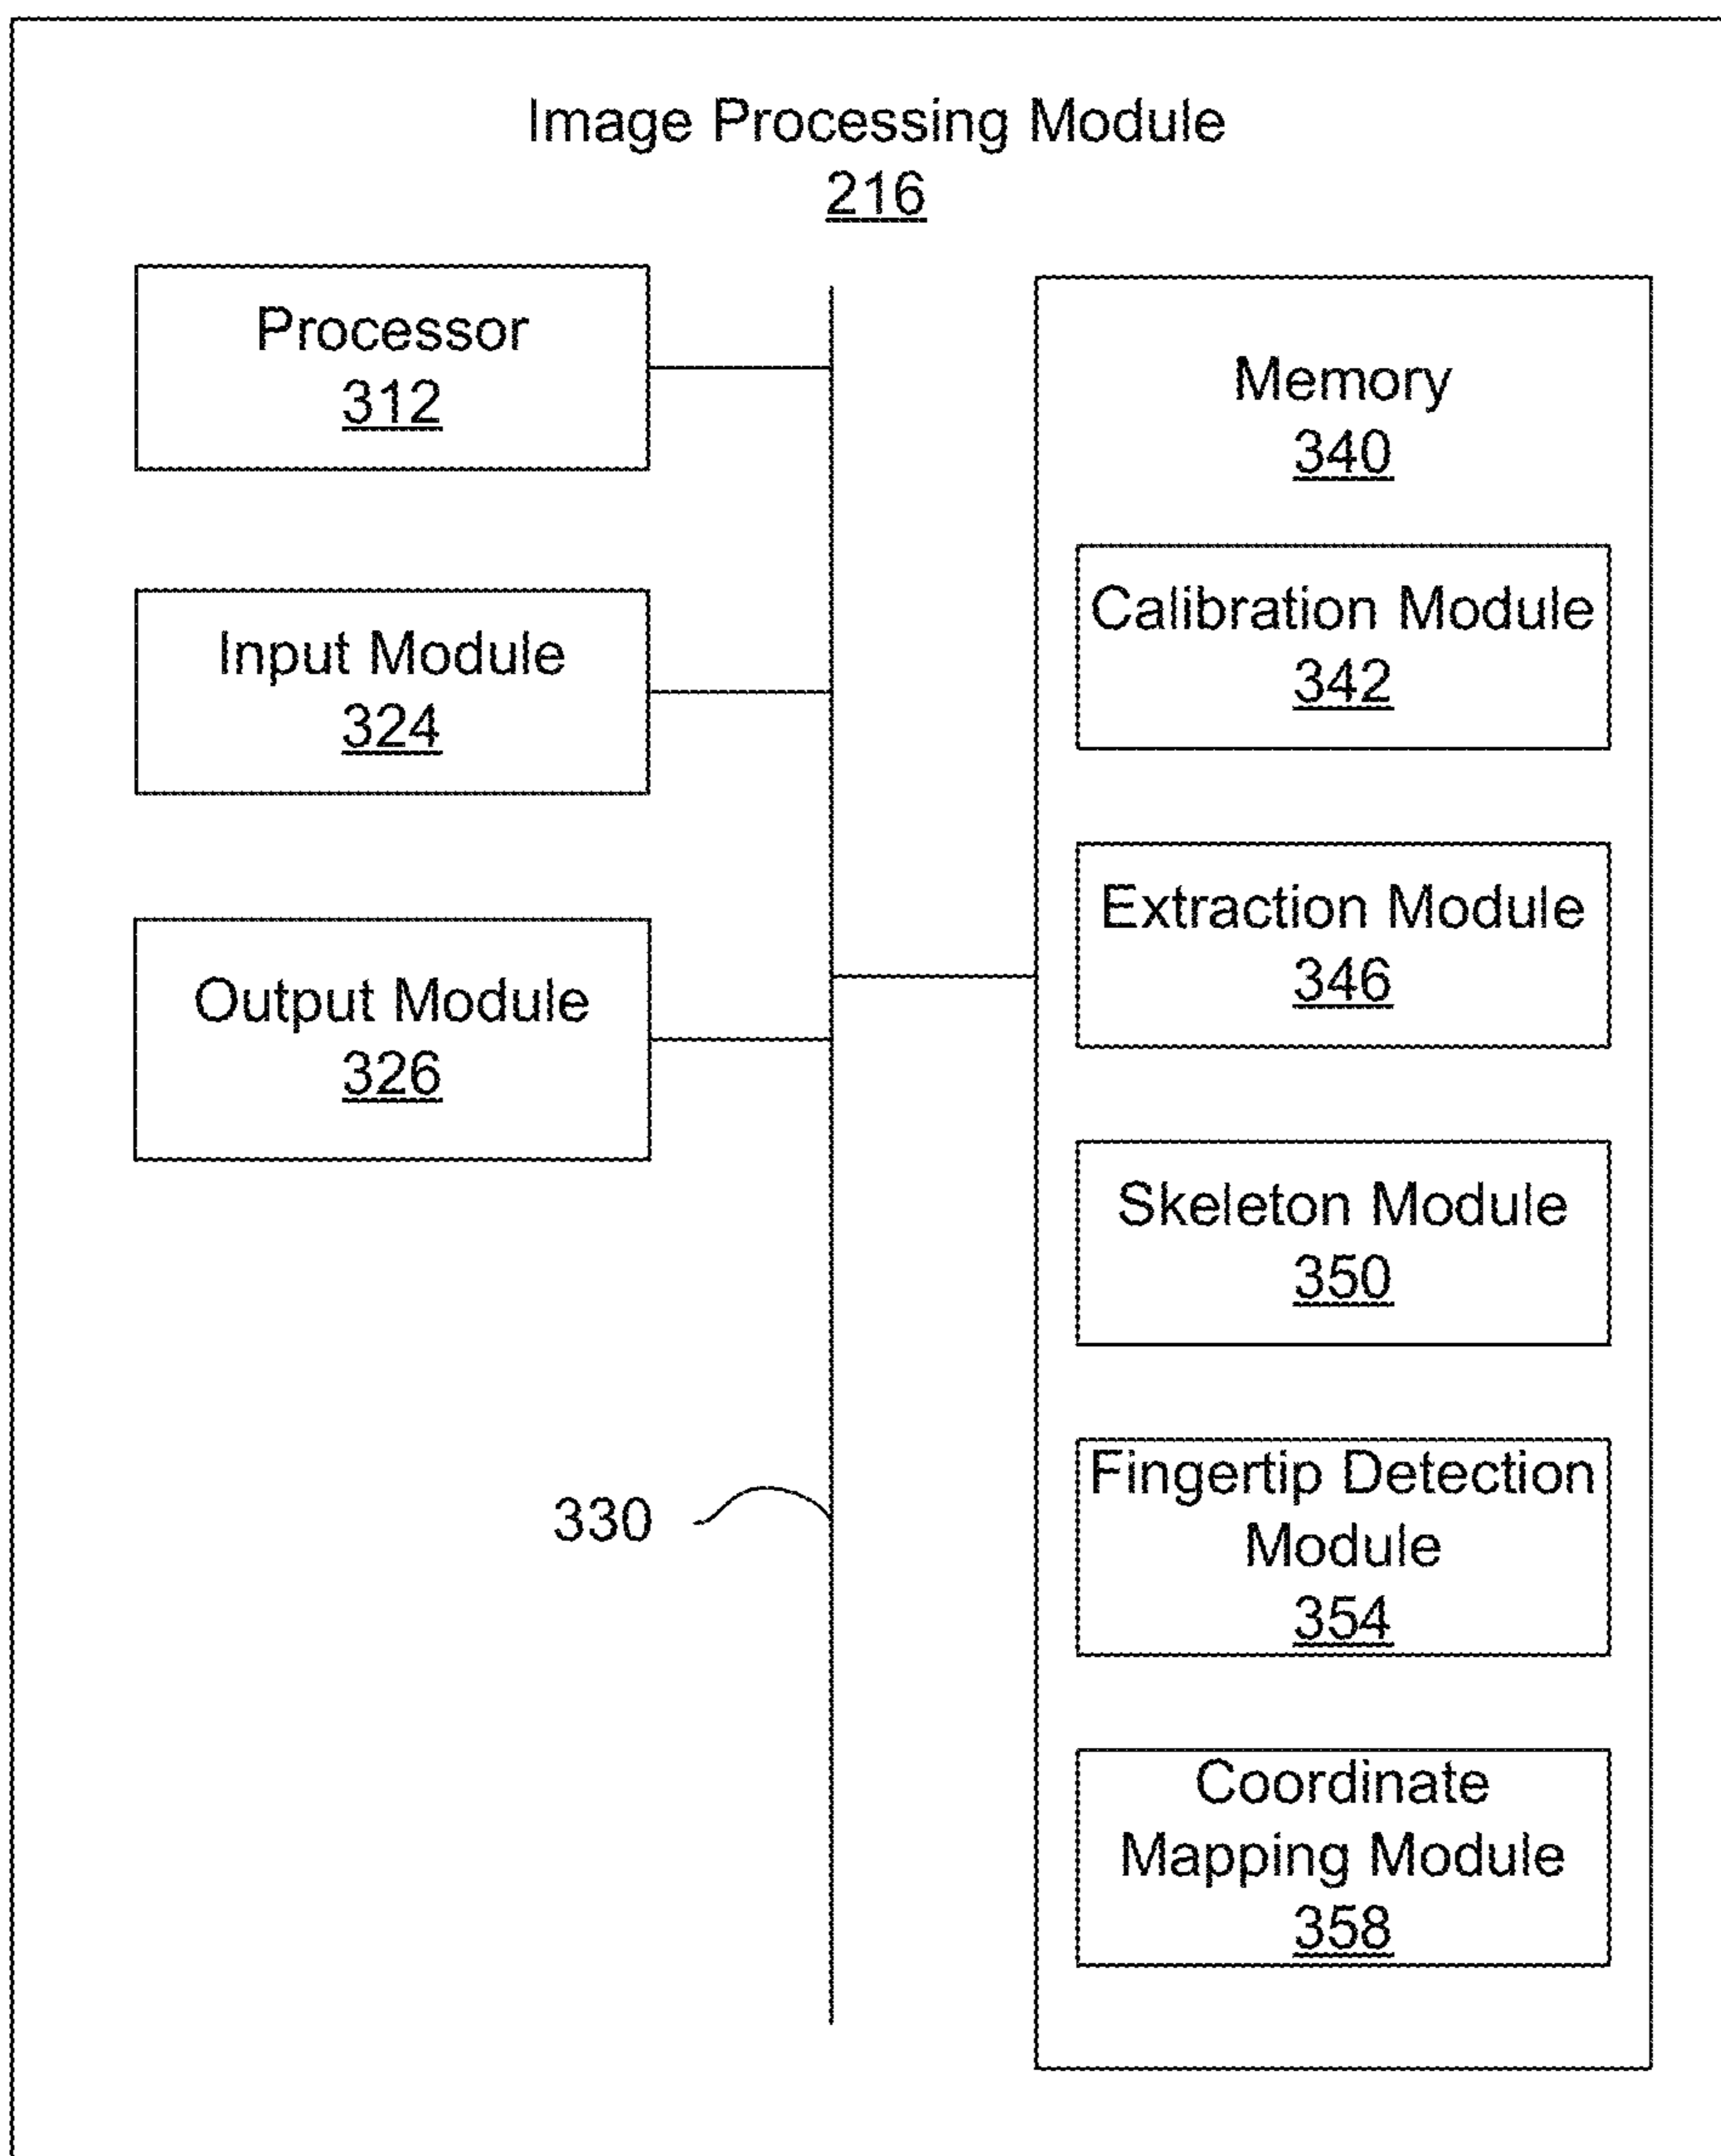 Image Processing Module
216
Processor
312
Input Module
324
Output Module
326
330
Memory
340
Calibration Module
342
Extraction Module
346
Skeleton Module
350
Fingertip Detection
Module
354
Coordinate
Mapping Module
358